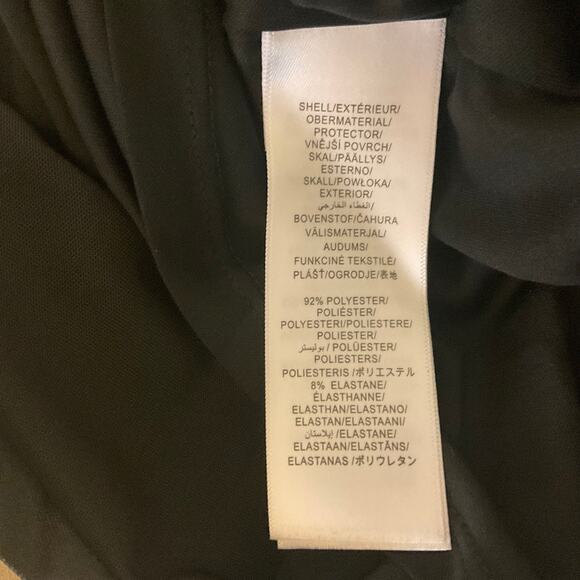 SHELL/EXTÉRIEUR/
OBERMATERIAL/
PROTECTOR/
VNĚJŠÍ POVRCH/
SKAL/PÄÄLLYS/
ESTERNO/
SKALL/POWŁOKA/
EXTERIOR/
الغطاء الخارجي/
BOVENSTOF/ČAHURA
VÄLISMATERJAL/
AUDUMS/
FUNKCINĖ TEKSTILĖ/
PLÁŠŤ/OGRODJE/表地
92% POLYESTER/
POLIÉSTER/
POLYESTERI/POLIESTERE/
POLIESTER/
بوليستر / POLÜESTER/
POLIESTERS/
POLIESTERIS /ポリエステル
8% ELASTANE/
ÉLASTHANNE/
ELASTHAN/ELASTANO/
ELASTAN/ELASTAANI/
إيلاستان /ELASTANE/
ELASTAAN/ELASTĀNS/
ELASTANAS /ポリウレタン